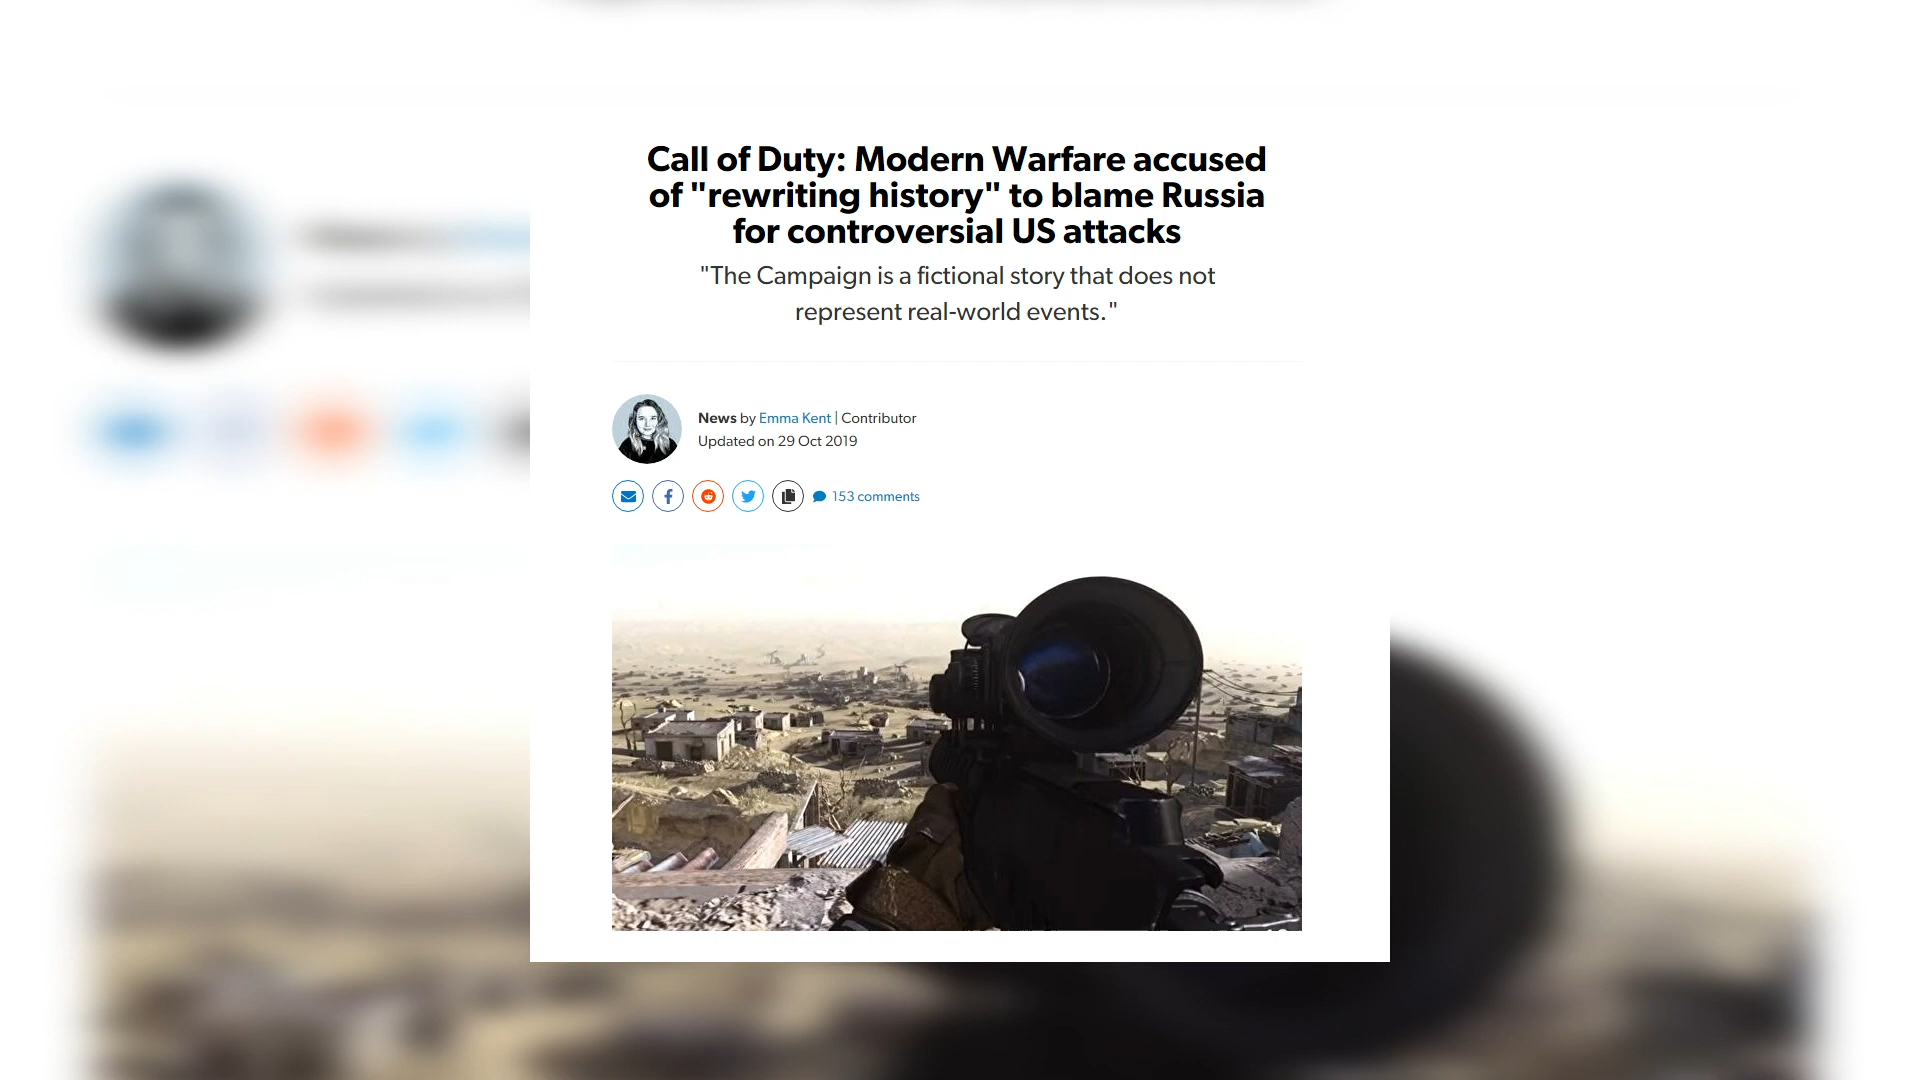 Call of Duty: Modern Warfare accused
of "rewriting history" to blame Russia
for controversial US attacks
"The Campaign is a fictional story that does not
represent real-world events."
News by Emma Kent | Contributor
Updated on 29 Oct 2019
153 comments